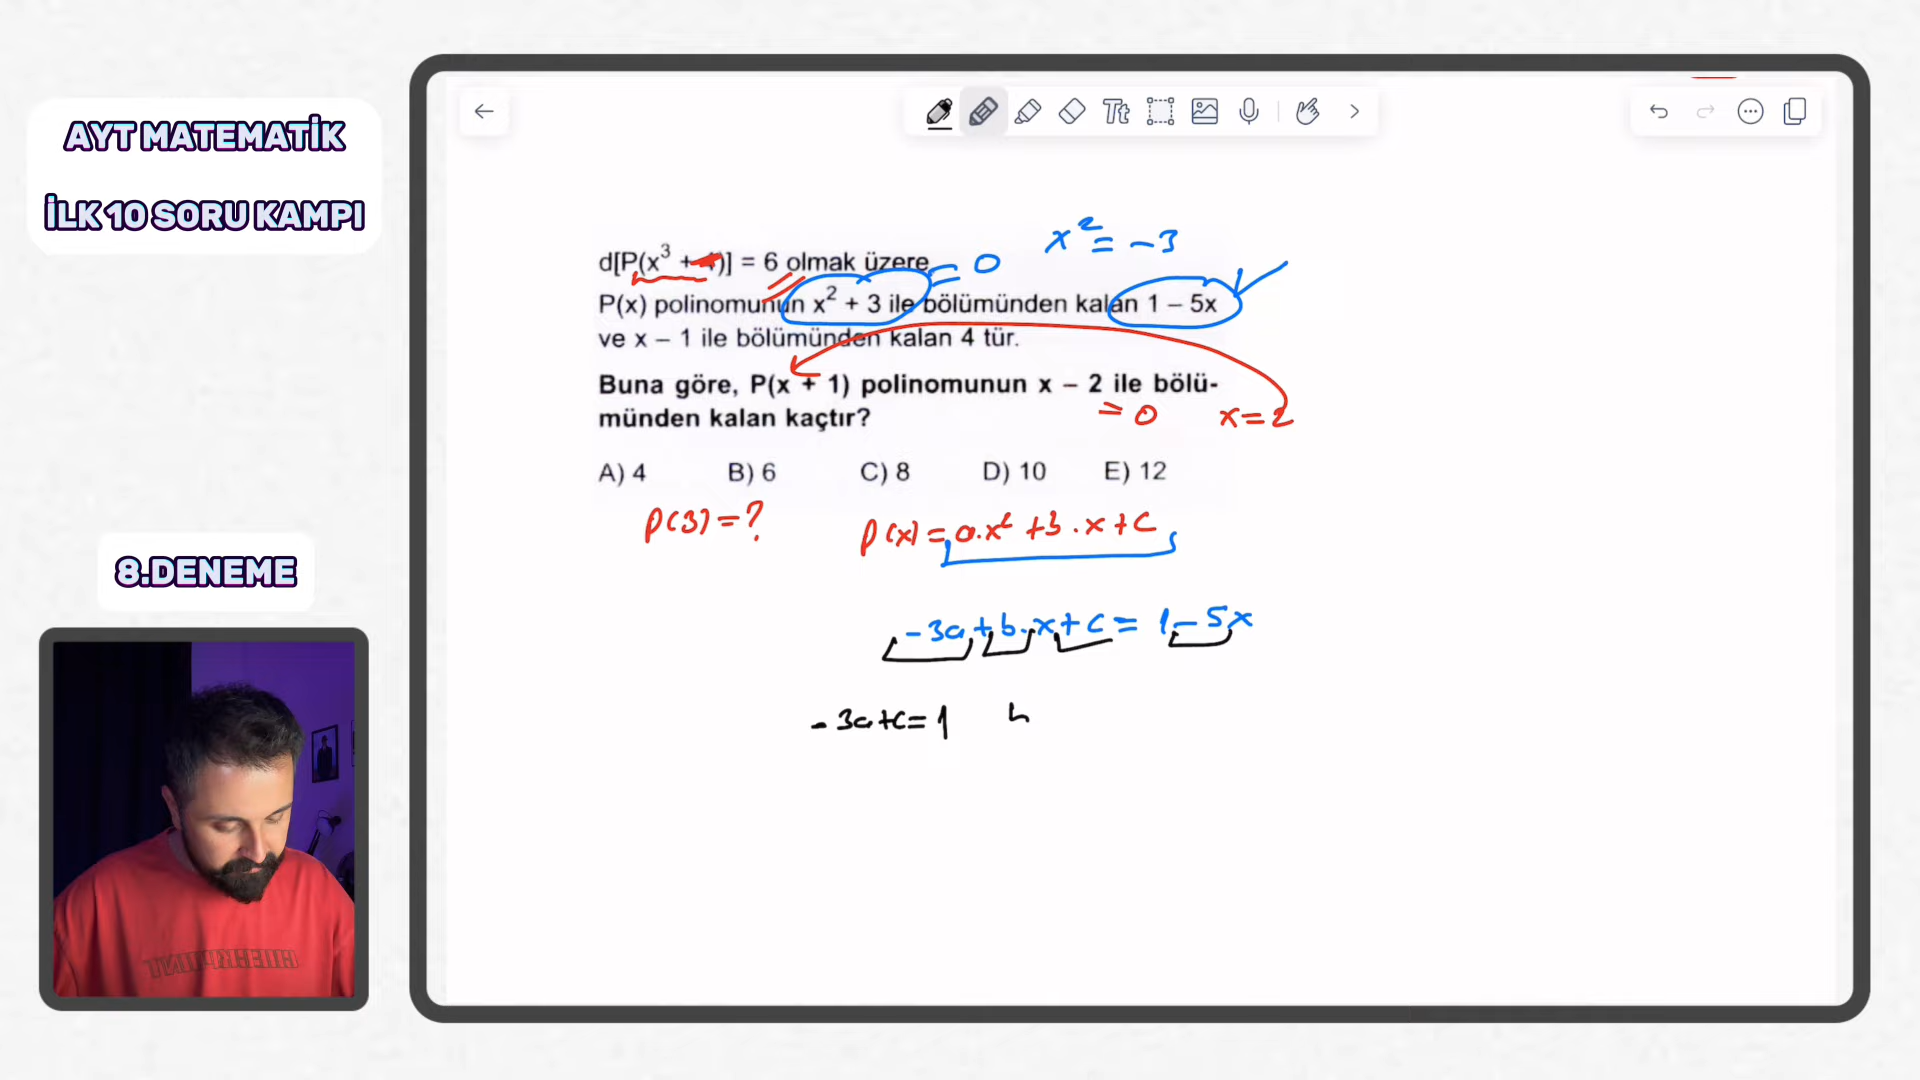 AYT MATEMATİK
İLK 10 SORU KAMPI
8.DENEME
Tt
x² = -3
d[P(x³ + )] = 6 olmak üzere
= 0
P(x) polinomunun x² + 3 ile bölümünden kalan 1 – 5x
ve x – 1 ile bölümünden kalan 4 tür.
Buna göre, P(x + 1) polinomunun x – 2 ile bölü-
= 0 x=2
münden kalan kaçtır?
A) 4 B) 6 C) 8 D) 10 E) 12
P(3)=? P(x)=a.x²+b.x+c
-3a+b.x+c= 1-5x
-3a+c=1